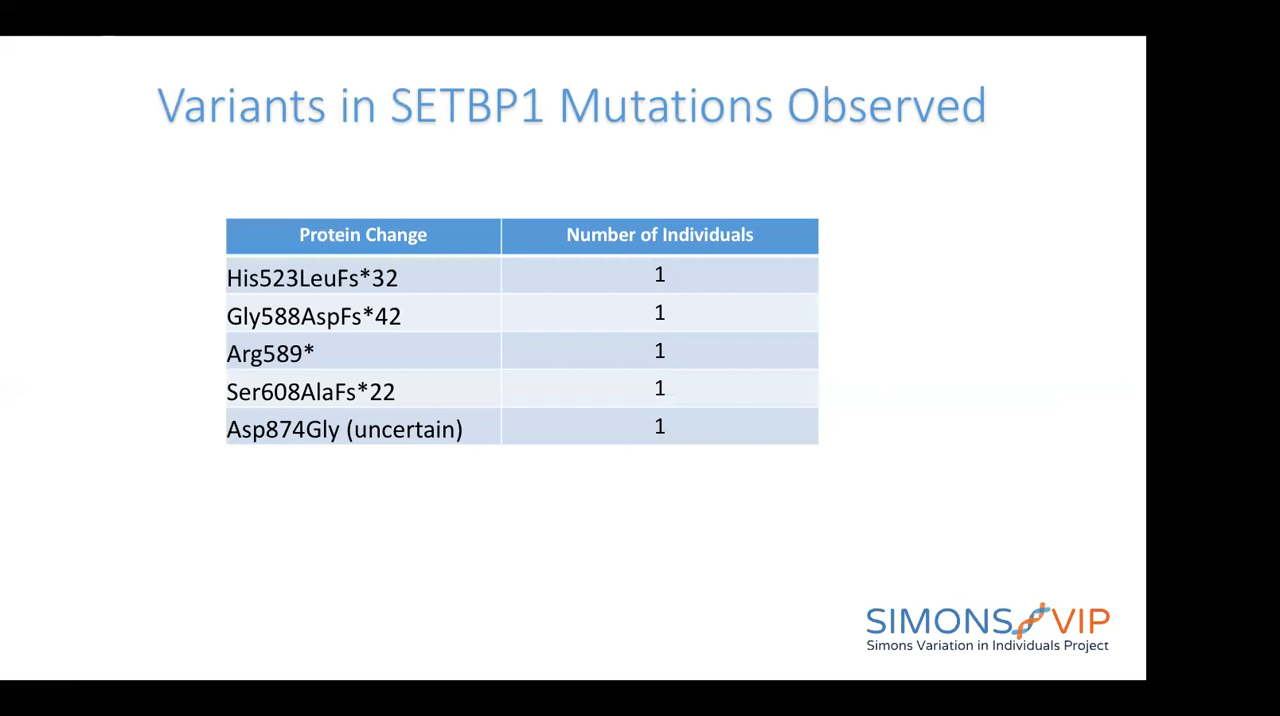 Variants in SETBP1 Mutations Observed
Protein Change Number of Individuals
His523LeuFs*32 1
Gly588AspFs*42 1
Arg589* 1
Ser608AlaFs*22 1
Asp874Gly (uncertain) 1
SIMONS VIP
Simons Variation in Individuals Project